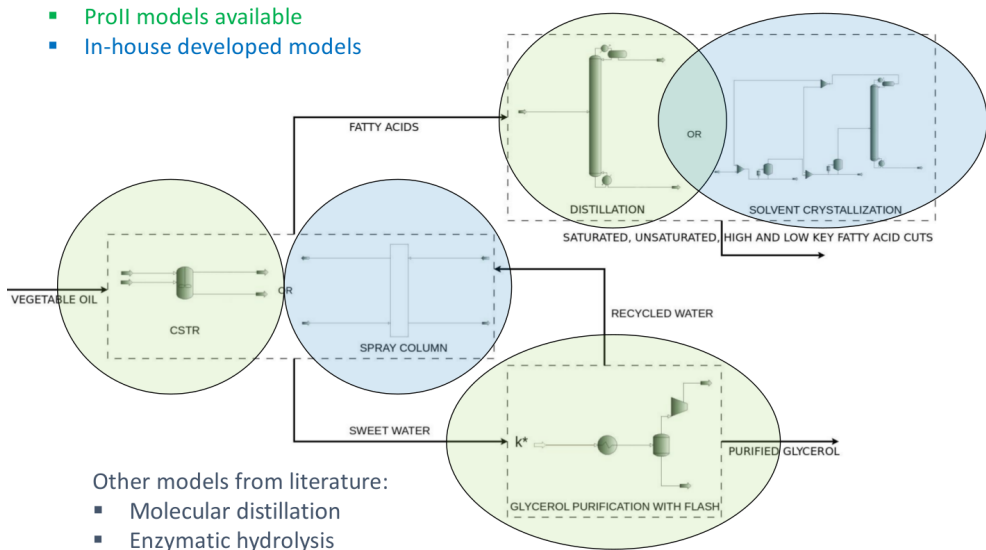 ▪ ProII models available
▪ In-house developed models
FATTY ACIDS
OR
DISTILLATION
SOLVENT CRYSTALLIZATION
SATURATED, UNSATURATED, HIGH AND LOW KEY FATTY ACID CUTS
VEGETABLE OIL
OR
CSTR
SPRAY COLUMN
RECYCLED WATER
SWEET WATER
k*
PURIFIED GLYCEROL
GLYCEROL PURIFICATION WITH FLASH
Other models from literature:
▪ Molecular distillation
▪ Enzymatic hydrolysis